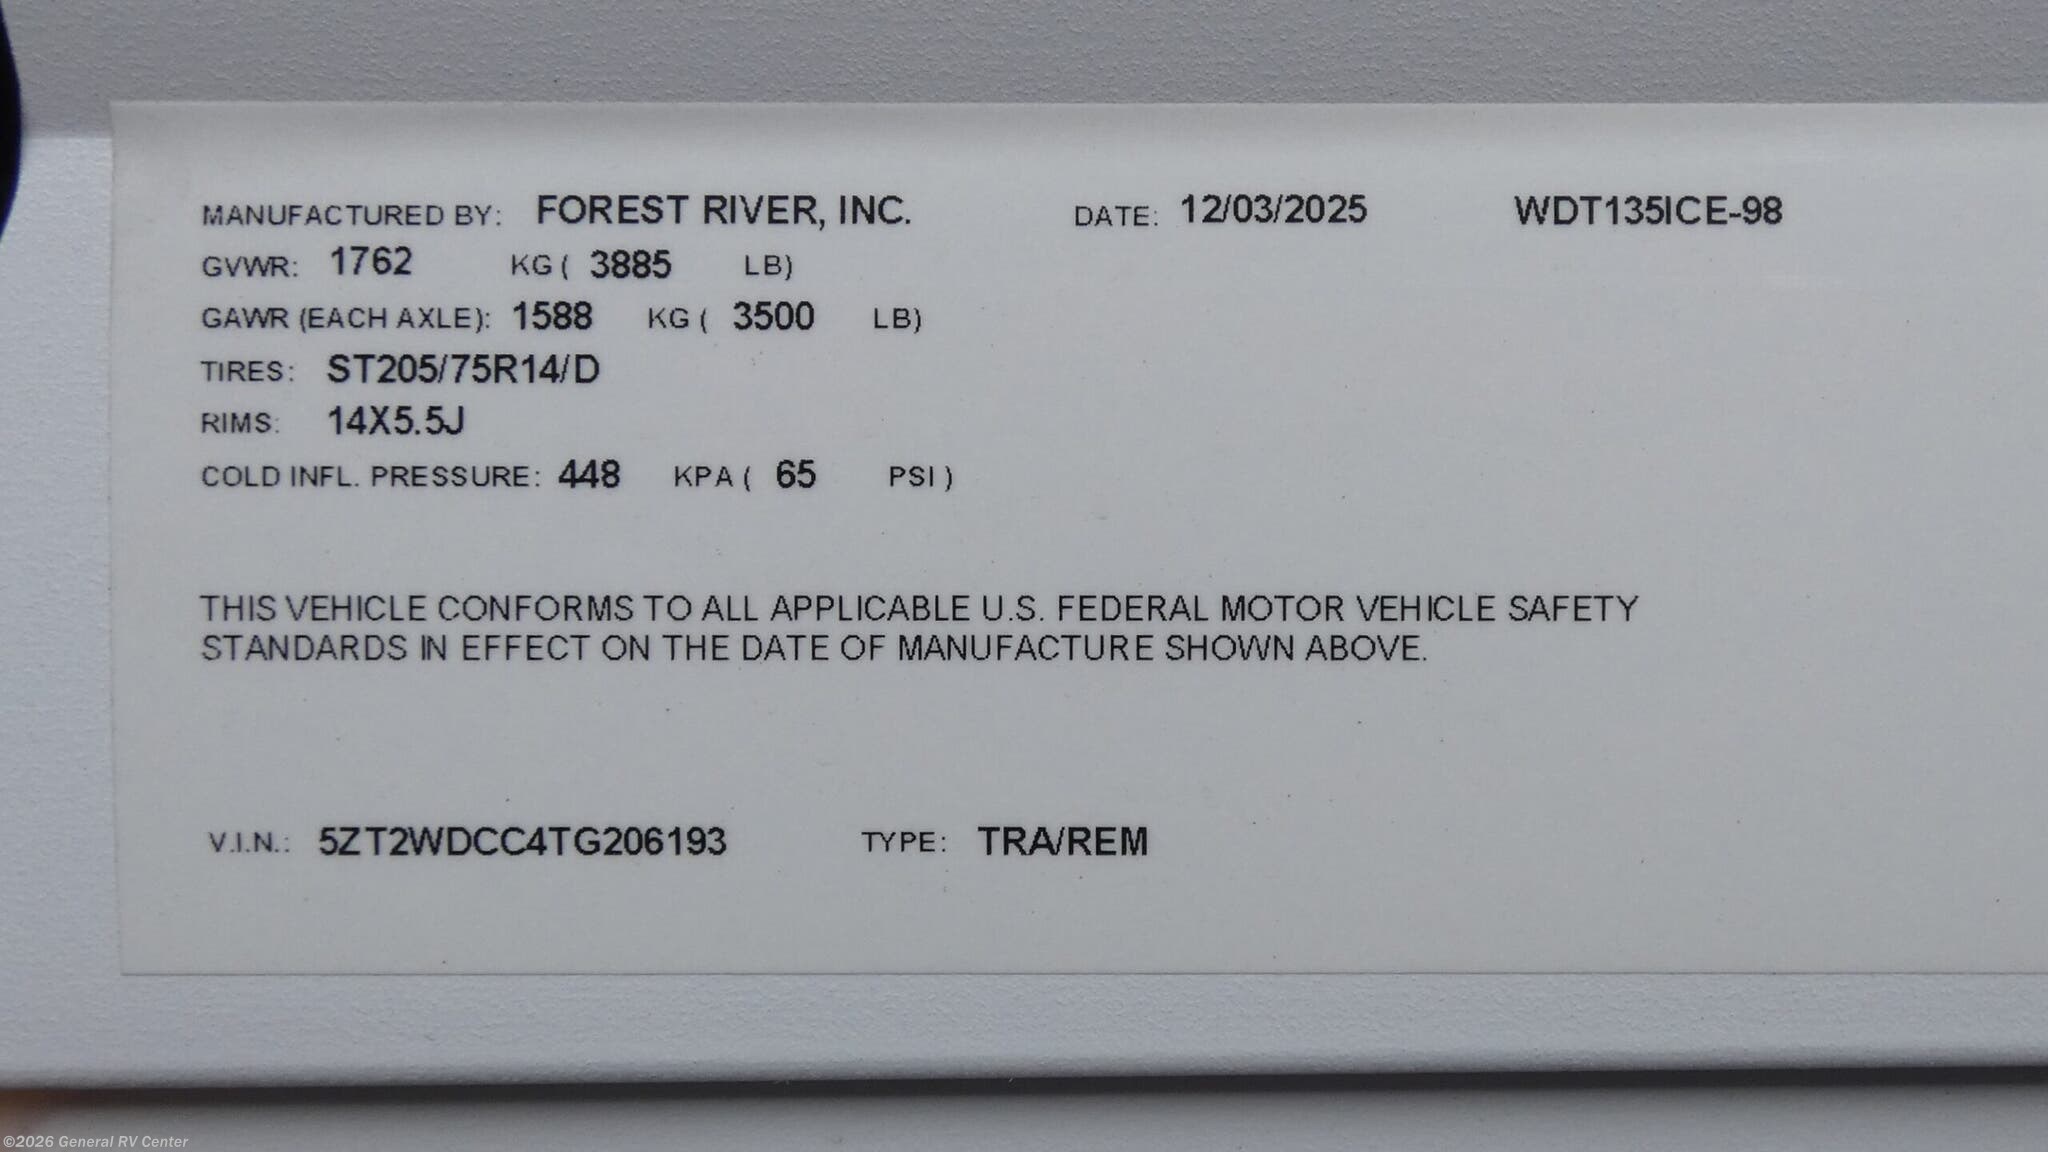 MANUFACTURED BY: FOREST RIVER, INC. DATE: 12/03/2025 WDT135ICE-98
GVWR: 1762 KG ( 3885 LB)
GAWR (EACH AXLE): 1588 KG ( 3500 LB)
TIRES: ST205/75R14/D
RIMS: 14X5.5J
COLD INFL. PRESSURE: 448 KPA ( 65 PSI )
THIS VEHICLE CONFORMS TO ALL APPLICABLE U.S. FEDERAL MOTOR VEHICLE SAFETY
STANDARDS IN EFFECT ON THE DATE OF MANUFACTURE SHOWN ABOVE.
V.I.N.: 5ZT2WDCC4TG206193 TYPE: TRA/REM
©2026 General RV Center